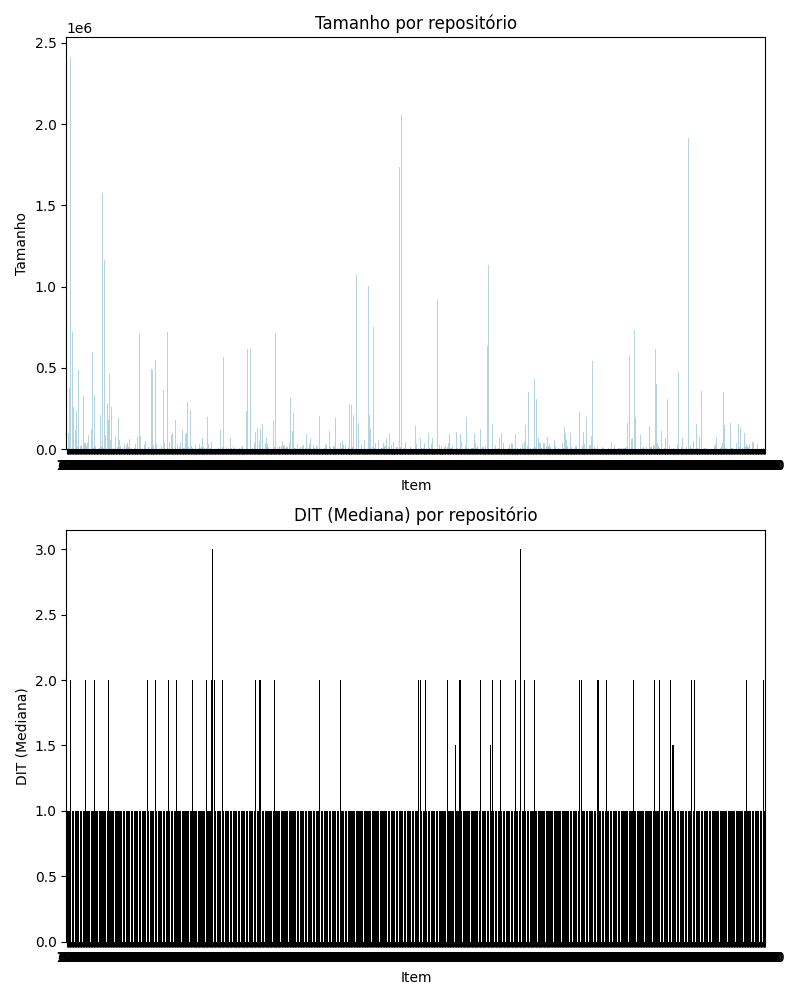 Tamanho por repositório
1e6
2.5
2.0
1.5
1.0
0.5
0.0
Tamanho
Item
DIT (Mediana) por repositório
3.0
2.5
2.0
1.5
1.0
0.5
0.0
DIT (Mediana)
Item